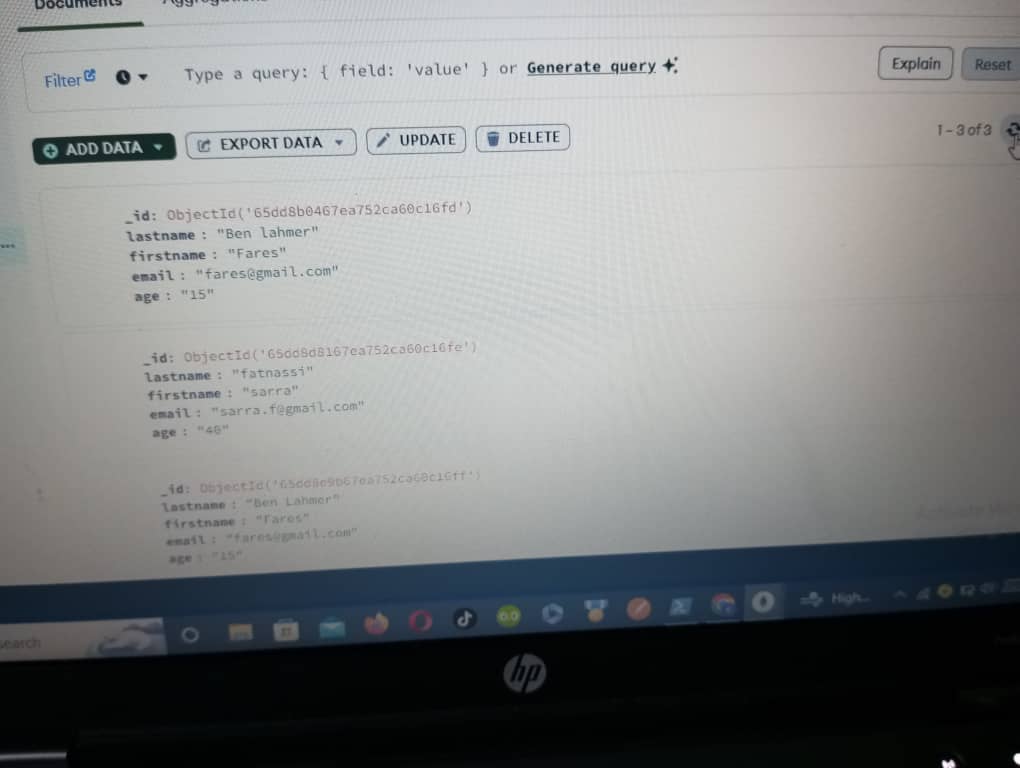 Documents
Filter Type a query: { field: 'value' } or Generate query
Explain Reset
ADD DATA EXPORT DATA UPDATE DELETE
1 – 3 of 3
_id: ObjectId('65dd8b0467ea752ca60c16fd')
lastname : "Ben lahmer"
firstname : "Fares"
email : "fares@gmail.com"
age : "15"
_id: ObjectId('65dd8d8167ea752ca60c16fe')
lastname : "fatnassi"
firstname : "sarra"
email : "sarra.f@gmail.com"
age : "40"
_id: ObjectId('65dd8e9b67ea752ca60c16ff')
lastname : "Ben Lahmer"
firstname : "Fares"
email : "fares@gmail.com"
age : "15"
search
High...
hp